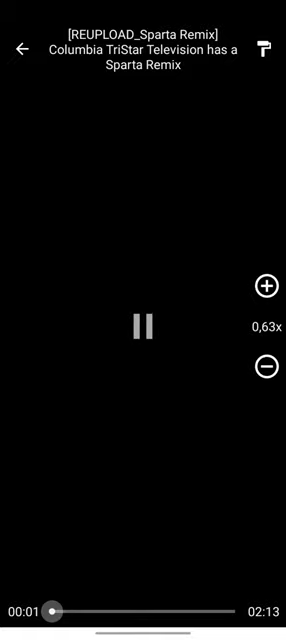 [REUPLOAD_Sparta Remix]
Columbia TriStar Television has a
Sparta Remix
0,63x
00:01
02:13